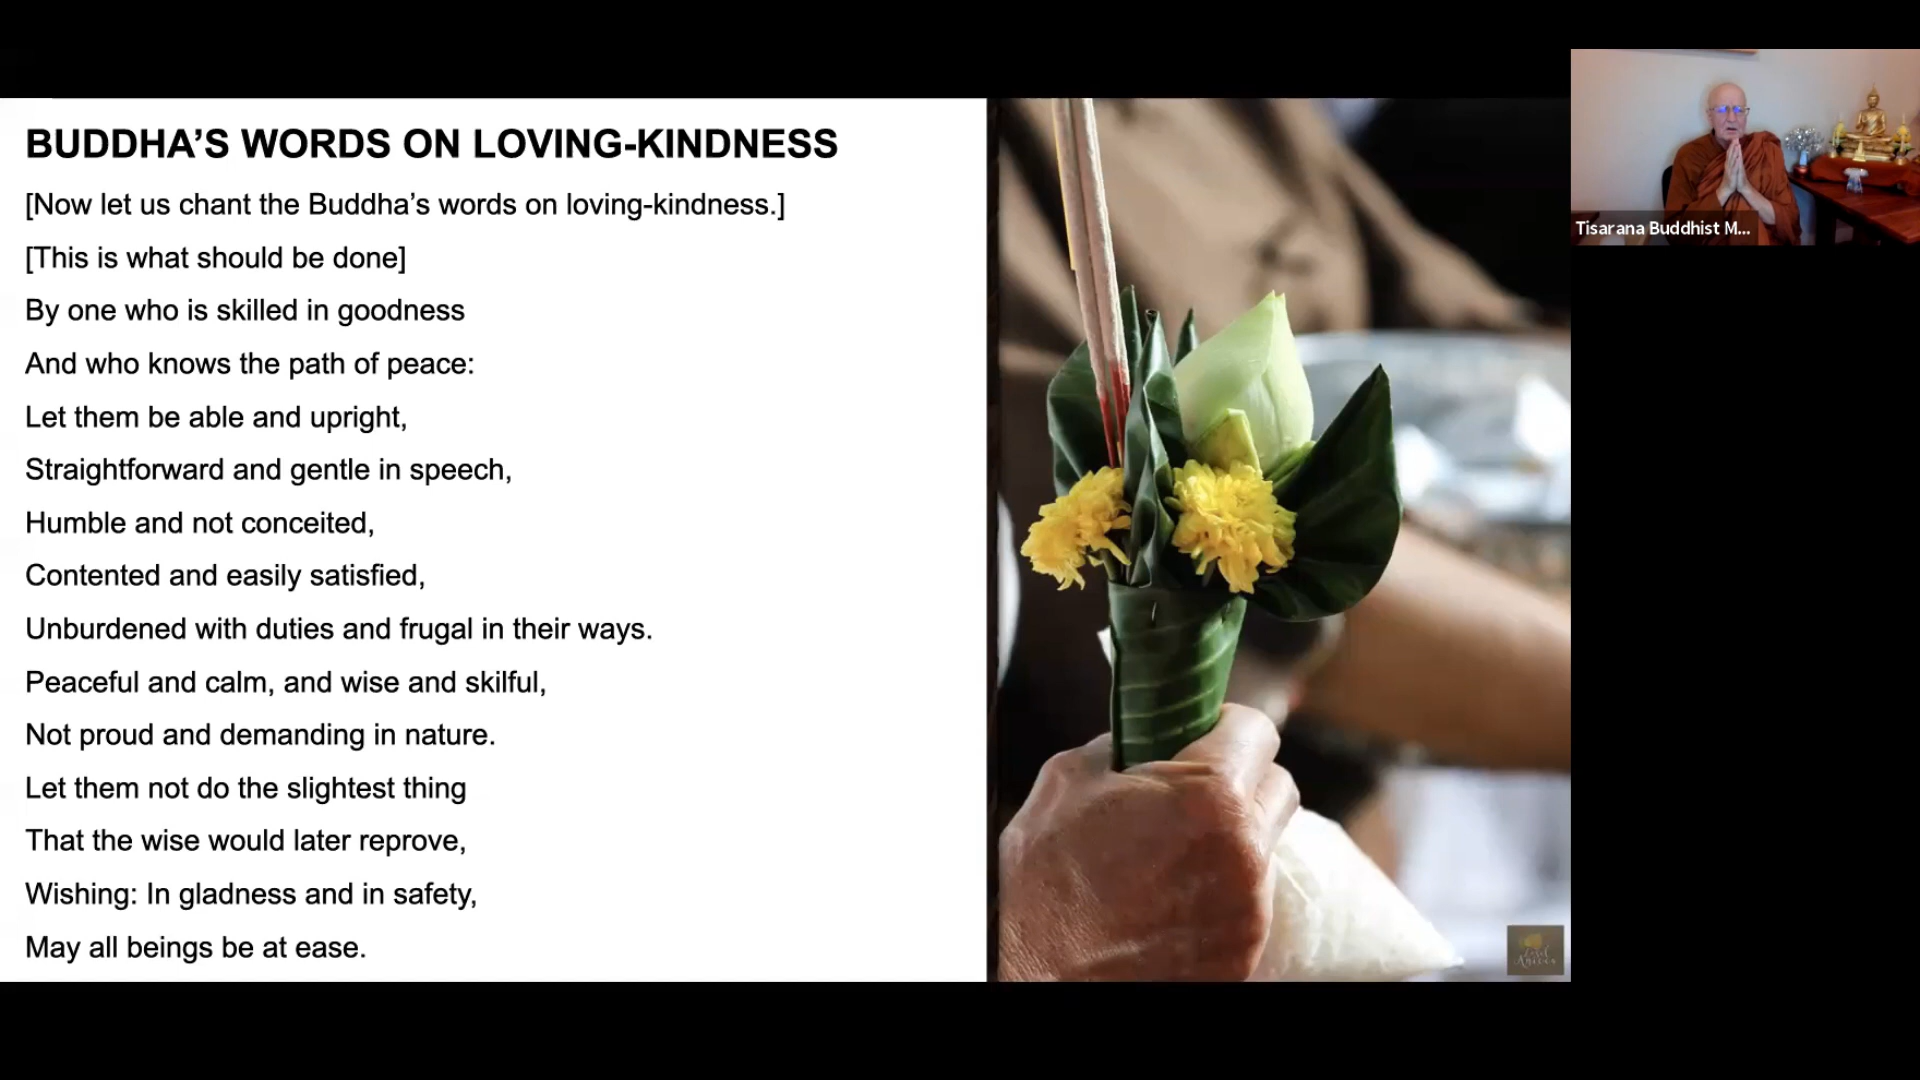 BUDDHA’S WORDS ON LOVING-KINDNESS
[Now let us chant the Buddha’s words on loving-kindness.]
[This is what should be done]
By one who is skilled in goodness
And who knows the path of peace:
Let them be able and upright,
Straightforward and gentle in speech,
Humble and not conceited,
Contented and easily satisfied,
Unburdened with duties and frugal in their ways.
Peaceful and calm, and wise and skilful,
Not proud and demanding in nature.
Let them not do the slightest thing
That the wise would later reprove,
Wishing: In gladness and in safety,
May all beings be at ease.
Tisarana Buddhist M...